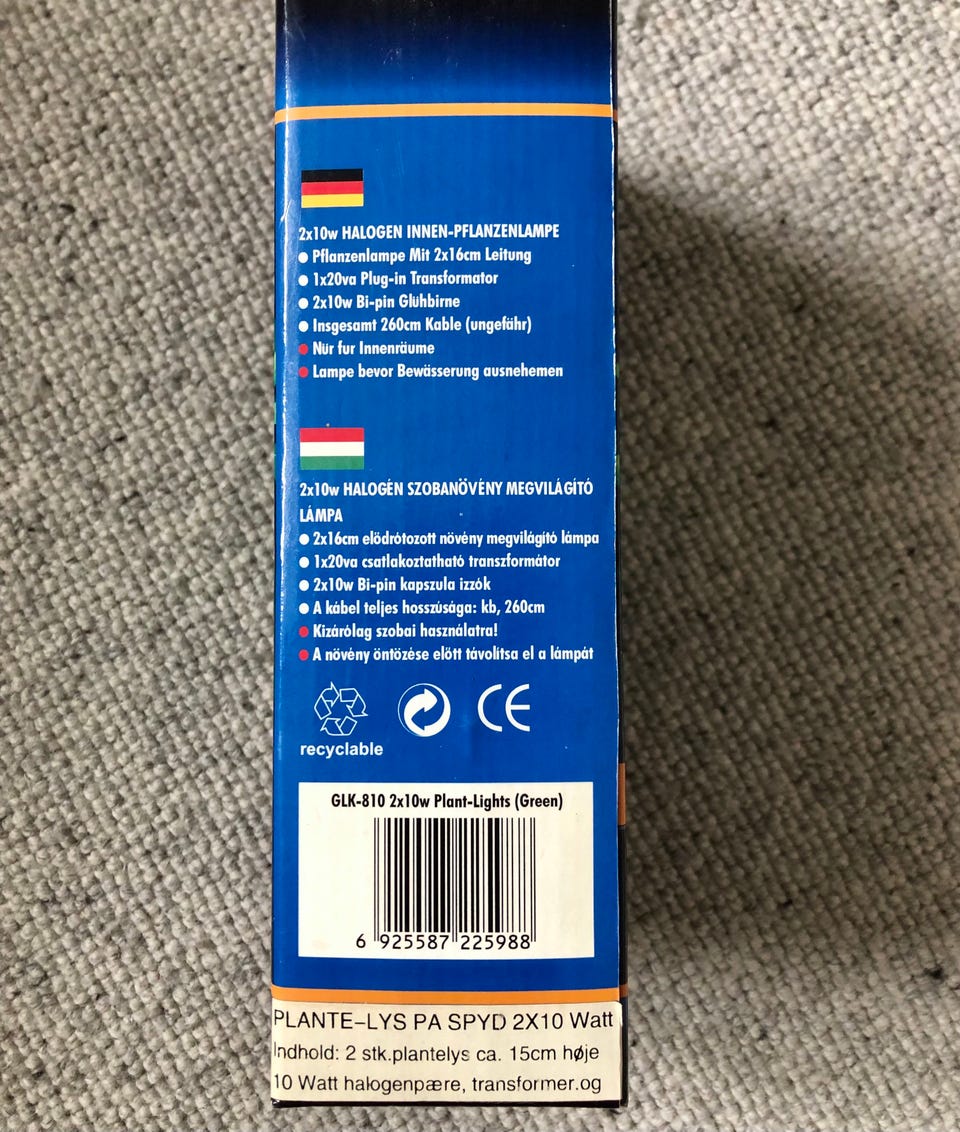 2x10w HALOGEN INNEN-PFLANZENLAMPE
Pflanzenlampe Mit 2x16cm Leitung
1x20va Plug-in Transformator
2x10w Bi-pin Glühbirne
Insgesamt 260cm Kable (ungefähr)
Nür fur Innenräume
Lampe bevor Bewässerung ausnehemen
2x10w HALOGÉN SZOBANÖVÉNY MEGVILÁGÍTÓ
LÁMPA
2x16cm elödrótozott növény megvilágító lámpa
1x20va csatlakoztatható transzformátor
2x10w Bi-pin kapszula izzók
A kábel teljes hosszúsága: kb, 260cm
Kizárólag szobai használatra!
A növény öntözése elött távolítsa el a lámpát
CE
recyclable
GLK-810 2x10w Plant-Lights (Green)
6 925587 225988
PLANTE-LYS PA SPYD 2X10 Watt
Indhold: 2 stk.plantelys ca. 15cm høje
10 Watt halogenpære, transformer.og